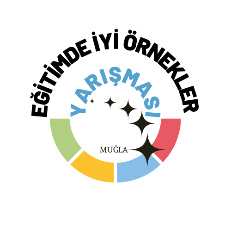 EĞİTİMDE İYİ ÖRNEKLER
YARIŞMASI
MUĞLA